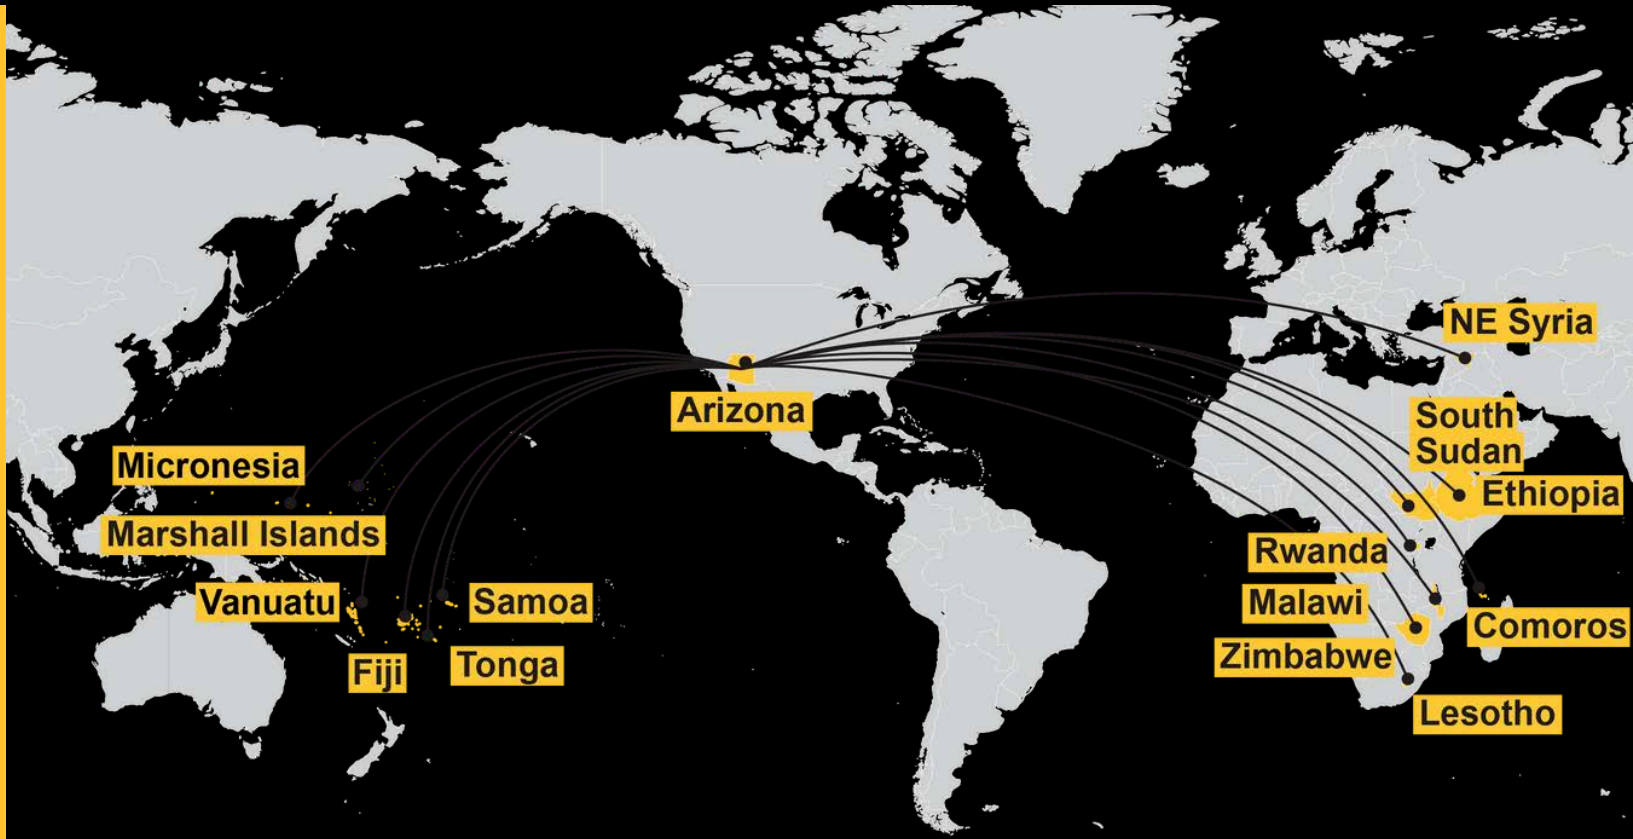 NE Syria
Arizona
South
Sudan
Micronesia
Ethiopia
Marshall Islands
Rwanda
Vanuatu
Samoa
Malawi
Comoros
Fiji
Tonga
Zimbabwe
Lesotho